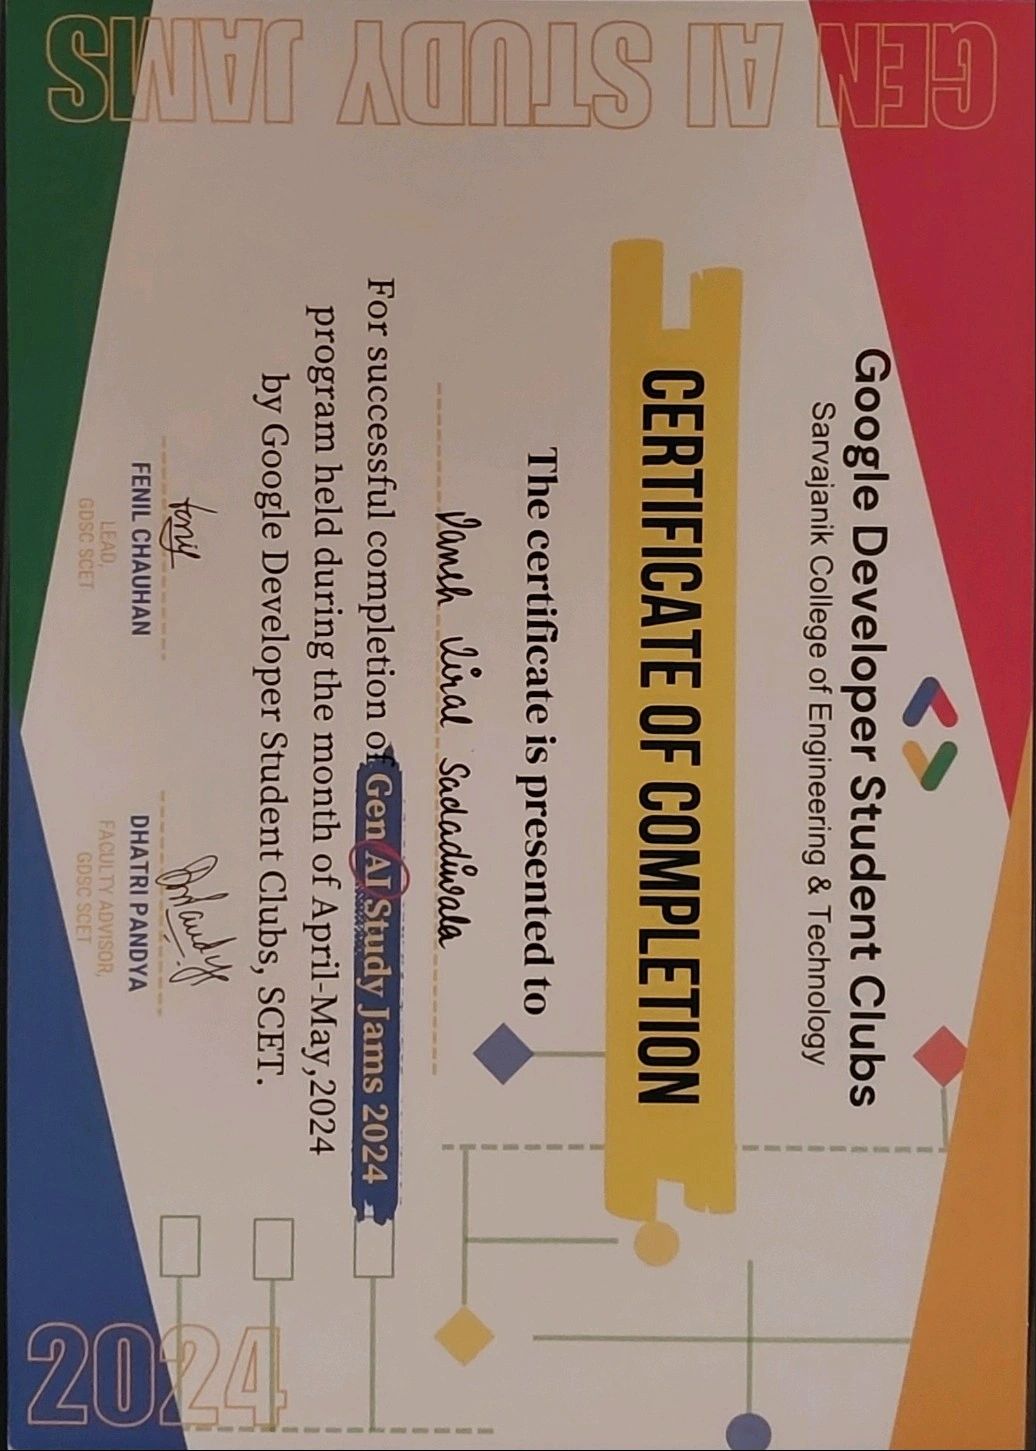 GEN AI STUDY JAMS
Google Developer Student Clubs
Sarvajanik College of Engineering & Technology
CERTIFICATE OF COMPLETION
The certificate is presented to
Vansh Viral Sadadiwala
For successful completion of Gen AI Study Jams 2024
program held during the month of April-May,2024
by Google Developer Student Clubs, SCET.
FENIL CHAUHAN
LEAD,
GDSC SCET
DHATRI PANDYA
FACULTY ADVISOR,
GDSC SCET
2024